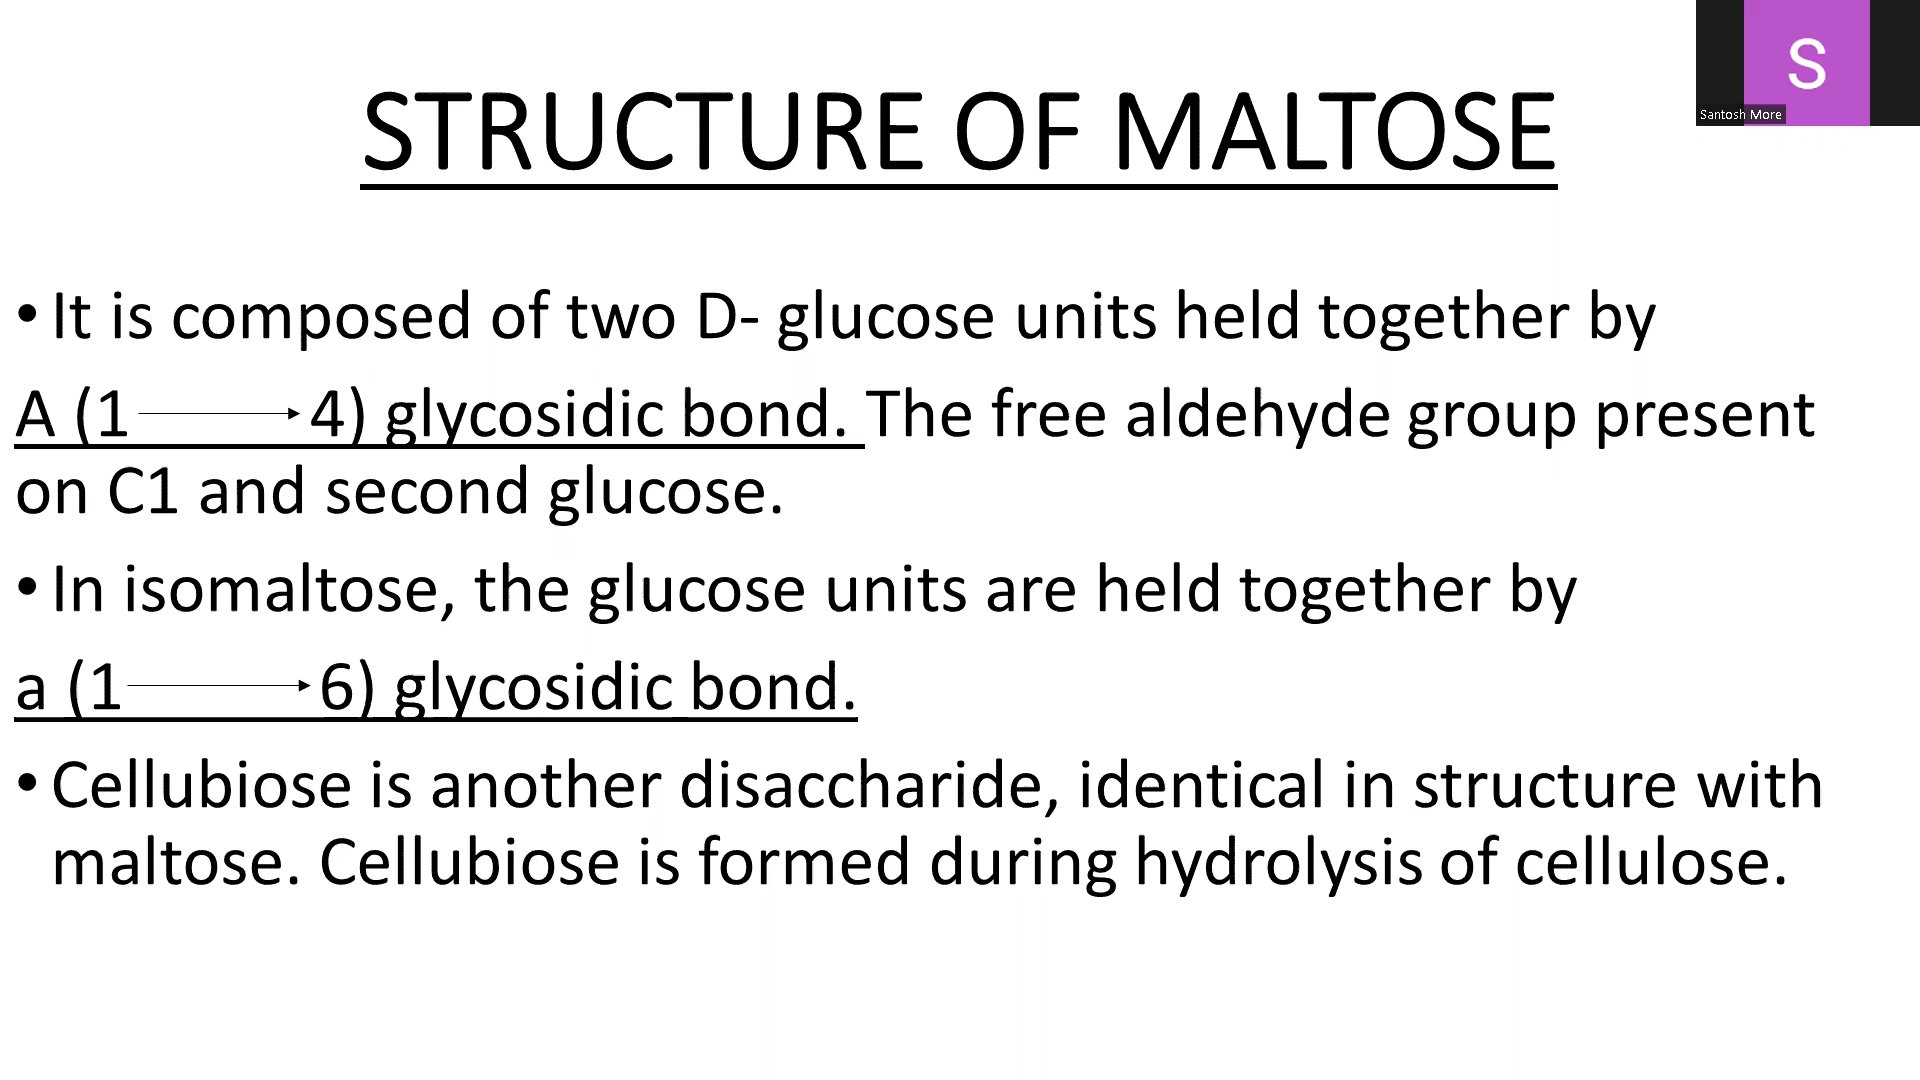 S
Santosh More
STRUCTURE OF MALTOSE
• It is composed of two D- glucose units held together by
A (1 → 4) glycosidic bond. The free aldehyde group present
on C1 and second glucose.
• In isomaltose, the glucose units are held together by
a (1 → 6) glycosidic bond.
• Cellubiose is another disaccharide, identical in structure with
maltose. Cellubiose is formed during hydrolysis of cellulose.